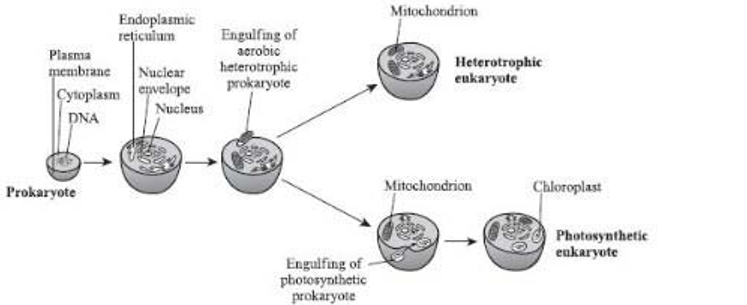 Plasma
membrane
Cytoplasm
DNA
Prokaryote
Endoplasmic
reticulum
Nuclear
envelope
Nucleus
Engulfing of
aerobic
heterotrophic
prokaryote
Mitochondrion
Heterotrophic
eukaryote
Mitochondrion
Engulfing of
photosynthetic
prokaryote
Chloroplast
Photosynthetic
eukaryote